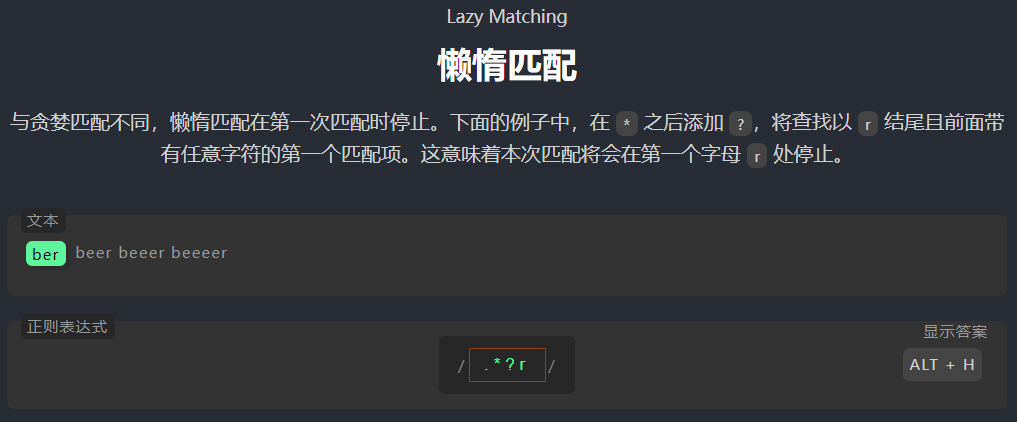 Lazy Matching
懒惰匹配
与贪婪匹配不同，懒惰匹配在第一次匹配时停止。下面的例子中，在 * 之后添加 ?，将查找以 r 结尾且前面带
有任意字符的第一个匹配项。这意味着本次匹配将会在第一个字母 r 处停止。
文本
ber beer beeer beeeer
正则表达式
显示答案
/ .*?r /
ALT + H